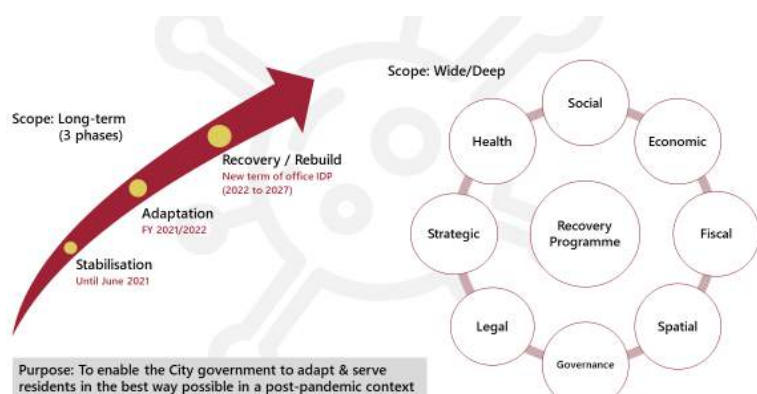 Scope: Long-term
(3 phases)
Recovery / Rebuild
New term of office IDP
(2022 to 2027)
Adaptation
FY 2021/2022
Stabilisation
Until June 2021
Purpose: To enable the City government to adapt & serve
residents in the best way possible in a post-pandemic context
Scope: Wide/Deep
Social
Economic
Fiscal
Spatial
Governance
Legal
Strategic
Health
Recovery
Programme